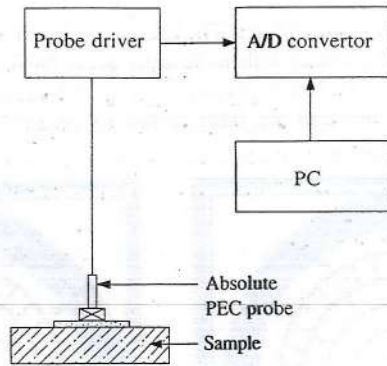 Probe driver
A/D convertor
PC
Absolute
PEC probe
Sample